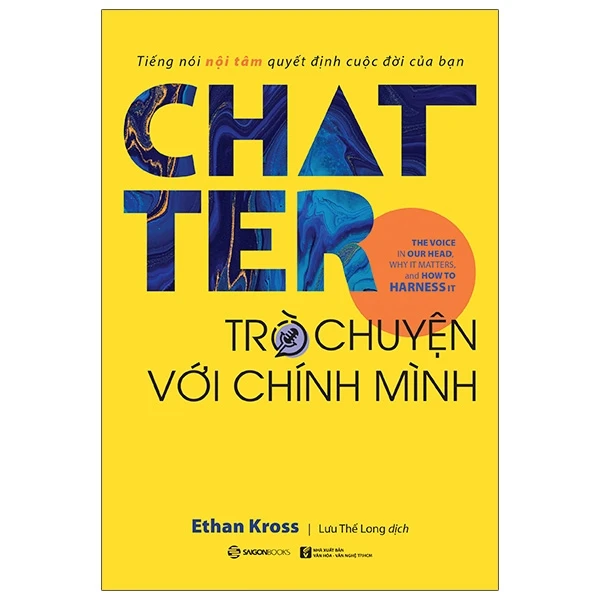 Tiếng nói nội tâm quyết định cuộc đời của bạn
CHAT
TER
THE VOICE
IN OUR HEAD,
WHY IT MATTERS,
and HOW TO
HARNESS IT
TRÒ CHUYỆN
VỚI CHÍNH MÌNH
Ethan Kross | Lưu Thế Long dịch
SAIGONBOOKS
NHÀ XUẤT BẢN
VĂN HÓA - VĂN NGHỆ TP.HCM